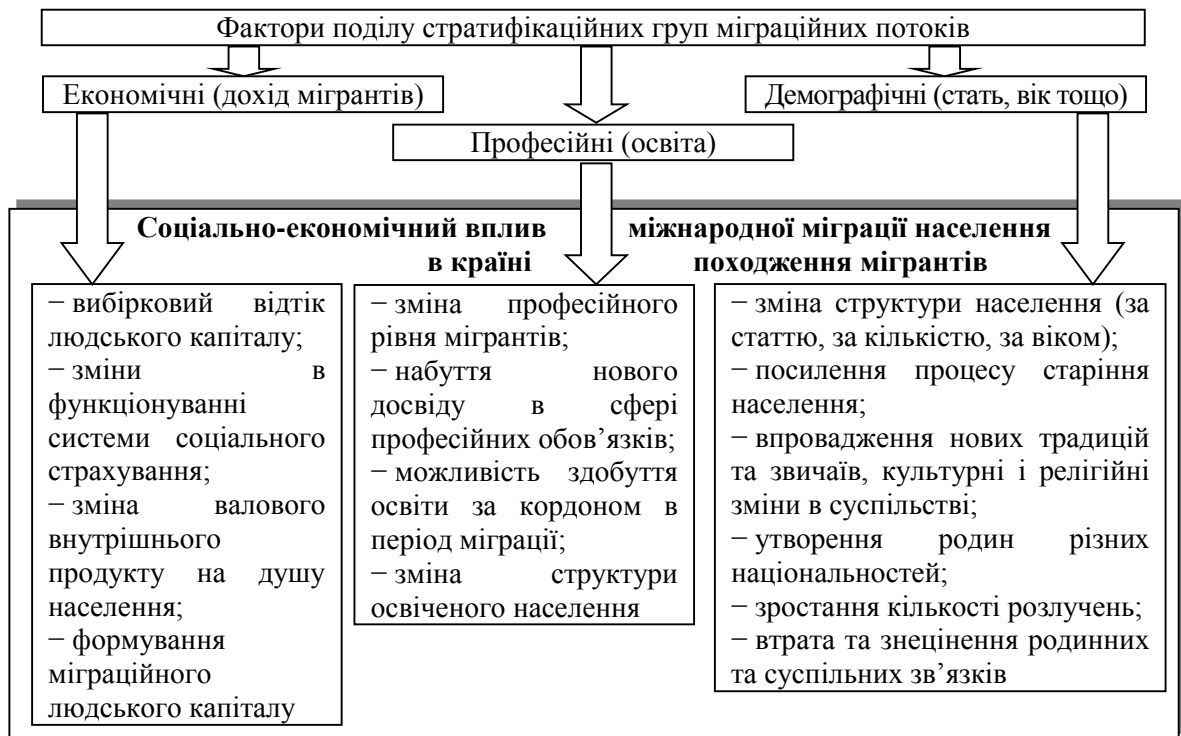 Фактори поділу стратифікаційних груп міграційних потоків
Економічні (дохід мігрантів)
Демографічні (стать, вік тощо)
Професійні (освіта)
Соціально-економічний вплив міжнародної міграції населення
в країні походження мігрантів
− вибірковий відтік
людського капіталу;
− зміни в
функціонуванні
системи соціального
страхування;
− зміна валового
внутрішнього
продукту на душу
населення;
− формування
міграційного
людського капіталу
− зміна професійного
рівня мігрантів;
− набуття нового
досвіду в сфері
професійних обов’язків;
− можливість здобуття
освіти за кордоном в
період міграції;
− зміна структури
освіченого населення
− зміна структури населення (за
статтю, за кількістю, за віком);
− посилення процесу старіння
населення;
− впровадження нових традицій
та звичаїв, культурні і релігійні
зміни в суспільстві;
− утворення родин різних
національностей;
− зростання кількості розлучень;
− втрата та знецінення родинних
та суспільних зв’язків